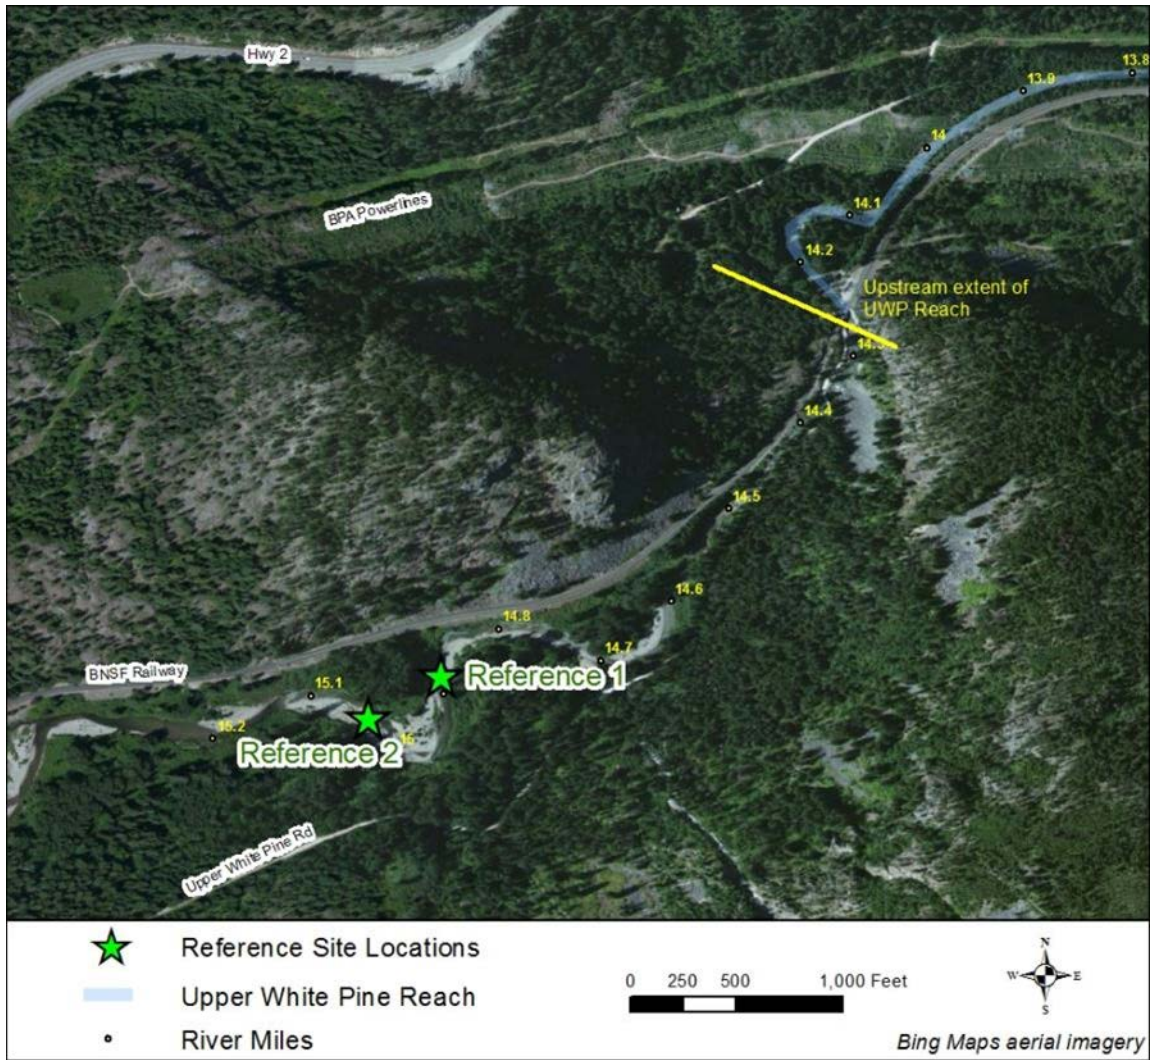 Hwy 2
13.8
13.9
14
BPA Powerlines
14.1
14.2
Upstream extent of
UWP Reach
14.4
14.5
14.6
14.8
14.7
BNSF Railway
Reference 1
15.1
15.2
Reference 2
15
Upper White Pine Rd
Reference Site Locations
Upper White Pine Reach
River Miles
0 250 500 1,000 Feet
N
W E
S
Bing Maps aerial imagery